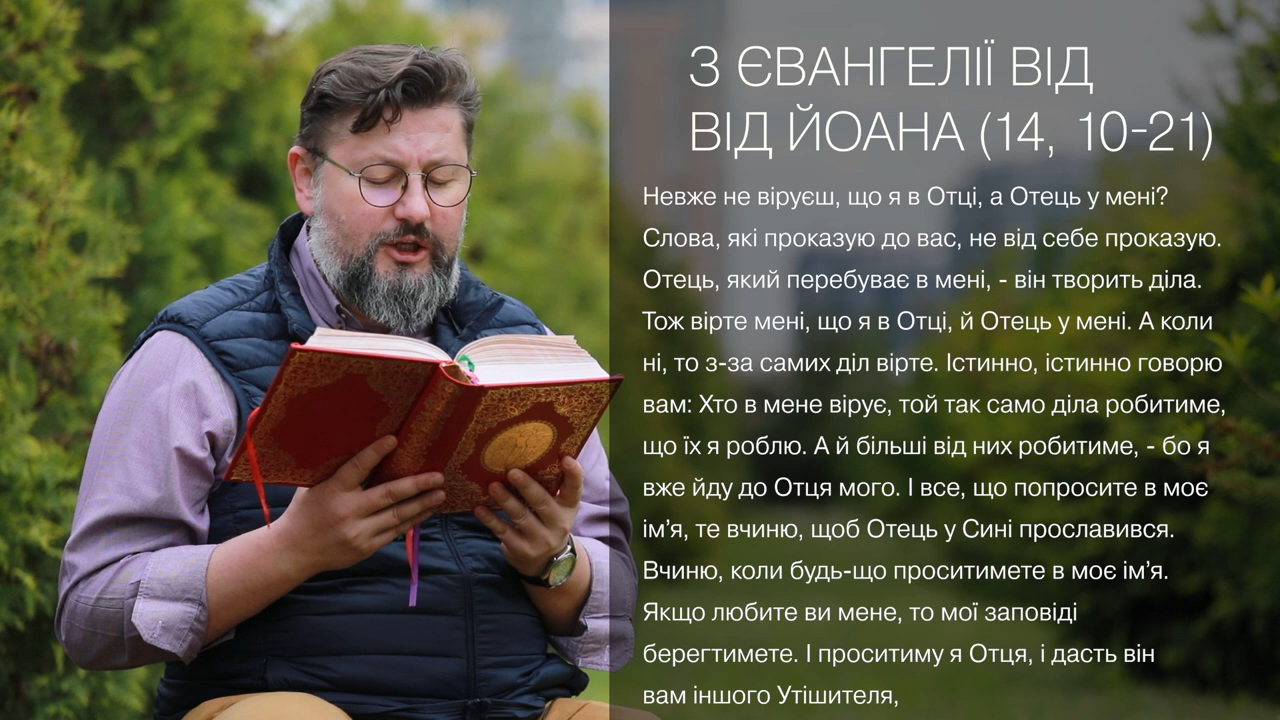 З ЄВАНГЕЛІЇ ВІД
ВІД ЙОАНА (14, 10-21)
Невже не віруєш, що я в Отці, а Отець у мені?
Слова, які проказую до вас, не від себе проказую.
Отець, який перебуває в мені, - він творить діла.
Тож вірте мені, що я в Отці, й Отець у мені. А коли
ні, то з-за самих діл вірте. Істинно, істинно говорю
вам: Хто в мене вірує, той так само діла робитиме,
що їх я роблю. А й більші від них робитиме, - бо я
вже йду до Отця мого. І все, що попросите в моє
ім’я, те вчиню, щоб Отець у Сині прославився.
Вчиню, коли будь-що проситимете в моє ім’я.
Якщо любите ви мене, то мої заповіді
берегтимете. І проситиму я Отця, і дасть він
вам іншого Утішителя,